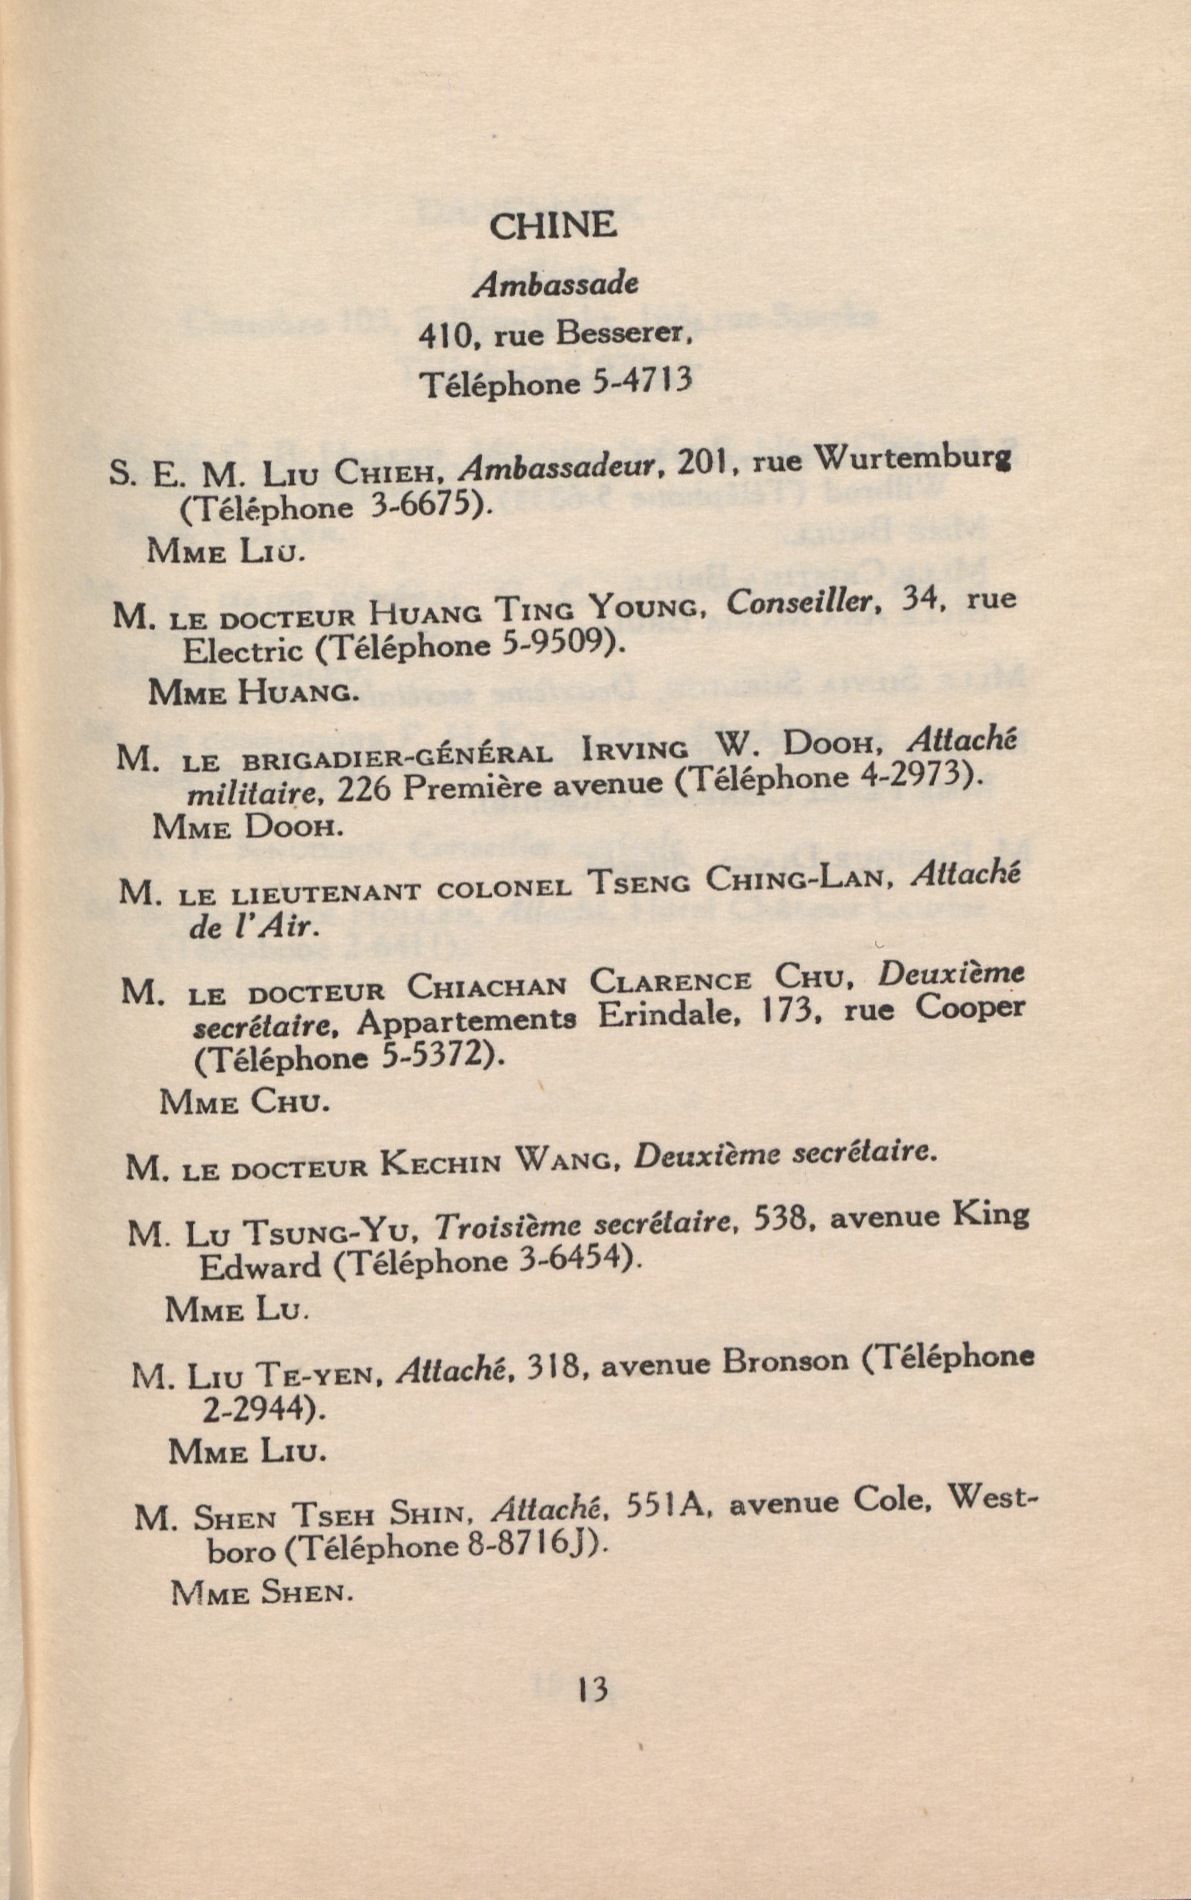 CHINE
Ambassade
410, rue Besserer,
Téléphone 5-4713
S. E. M. LIU CHIEH, Ambassadeur, 201, rue Wurtemburg
(Téléphone 3-6675).
MME LIU.
M. LE DOCTEUR HUANG TING YOUNG, Conseiller, 34, rue
Electric (Téléphone 5-9509).
MME HUANG.
M. LE BRIGADIER-GÉNÉRAL IRVING W. DOOH, Attaché
militaire, 226 Première avenue (Téléphone 4-2973).
MME DOOH.
M. LE LIEUTENANT COLONEL TSENG CHING-LAN, Attaché
de l'Air.
M. LE DOCTEUR CHIACHAN CLARENCE CHU, Deuxième
secrétaire, Appartements Erindale, 173, rue Cooper
(Téléphone 5-5372).
MME CHU.
M. LE DOCTEUR KECHIN WANG, Deuxième secrétaire.
M. LU TSUNG-YU, Troisième secrétaire, 538, avenue King
Edward (Téléphone 3-6454).
MME LU.
M. LIU TE-YEN, Attaché, 318, avenue Bronson (Téléphone
2-2944).
MME LIU.
M. SHEN TSEH SHIN, Attaché, 551A, avenue Cole, West-
boro (Téléphone 8-8716J).
MME SHEN.
13